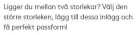 Ligger du mellan två storlekar? Välj den
större storleken, lägg till dessa inlägg och
få perfekt passform!